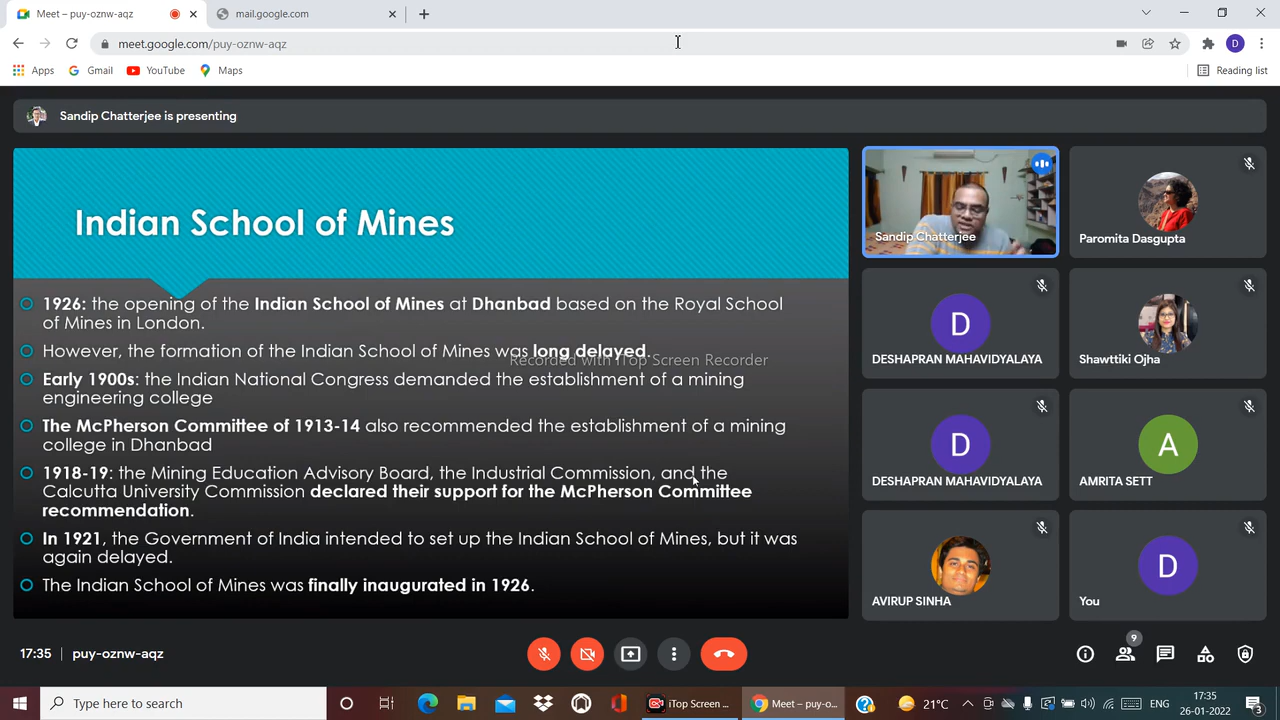 Meet – puy-oznw-aqz
mail.google.com
meet.google.com/puy-oznw-aqz
D
Apps
Gmail
YouTube
Maps
Reading list
Sandip Chatterjee is presenting
Indian School of Mines
1926: the opening of the Indian School of Mines at Dhanbad based on the Royal School
of Mines in London.
However, the formation of the Indian School of Mines was long delayed.
Recorded with iTop Screen Recorder
Early 1900s: the Indian National Congress demanded the establishment of a mining
engineering college
The McPherson Committee of 1913-14 also recommended the establishment of a mining
college in Dhanbad
1918-19: the Mining Education Advisory Board, the Industrial Commission, and the
Calcutta University Commission declared their support for the McPherson Committee
recommendation.
In 1921, the Government of India intended to set up the Indian School of Mines, but it was
again delayed.
The Indian School of Mines was finally inaugurated in 1926.
Sandip Chatterjee
Paromita Dasgupta
D
DESHAPRAN MAHAVIDYALAYA
Shawttiki Ojha
D
DESHAPRAN MAHAVIDYALAYA
A
AMRITA SETT
AVIRUP SINHA
D
You
17:35 | puy-oznw-aqz
9
Type here to search
iTop Screen ...
Meet – puy-o...
21°C
ENG
17:35
26-01-2022
3